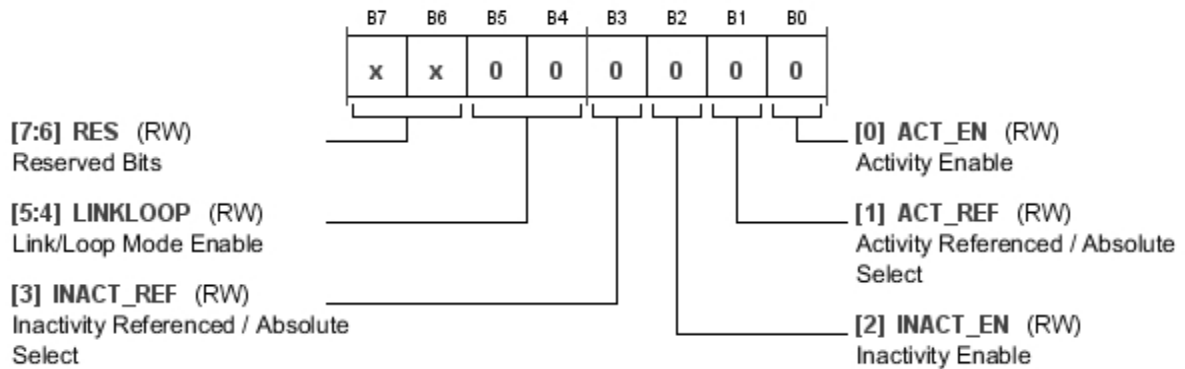 B7 B6 B5 B4 B3 B2 B1 B0
x x 0 0 0 0 0 0
[7:6] RES (RW)
Reserved Bits
[5:4] LINKLOOP (RW)
Link/Loop Mode Enable
[3] INACT_REF (RW)
Inactivity Referenced / Absolute
Select
[0] ACT_EN (RW)
Activity Enable
[1] ACT_REF (RW)
Activity Referenced / Absolute
Select
[2] INACT_EN (RW)
Inactivity Enable